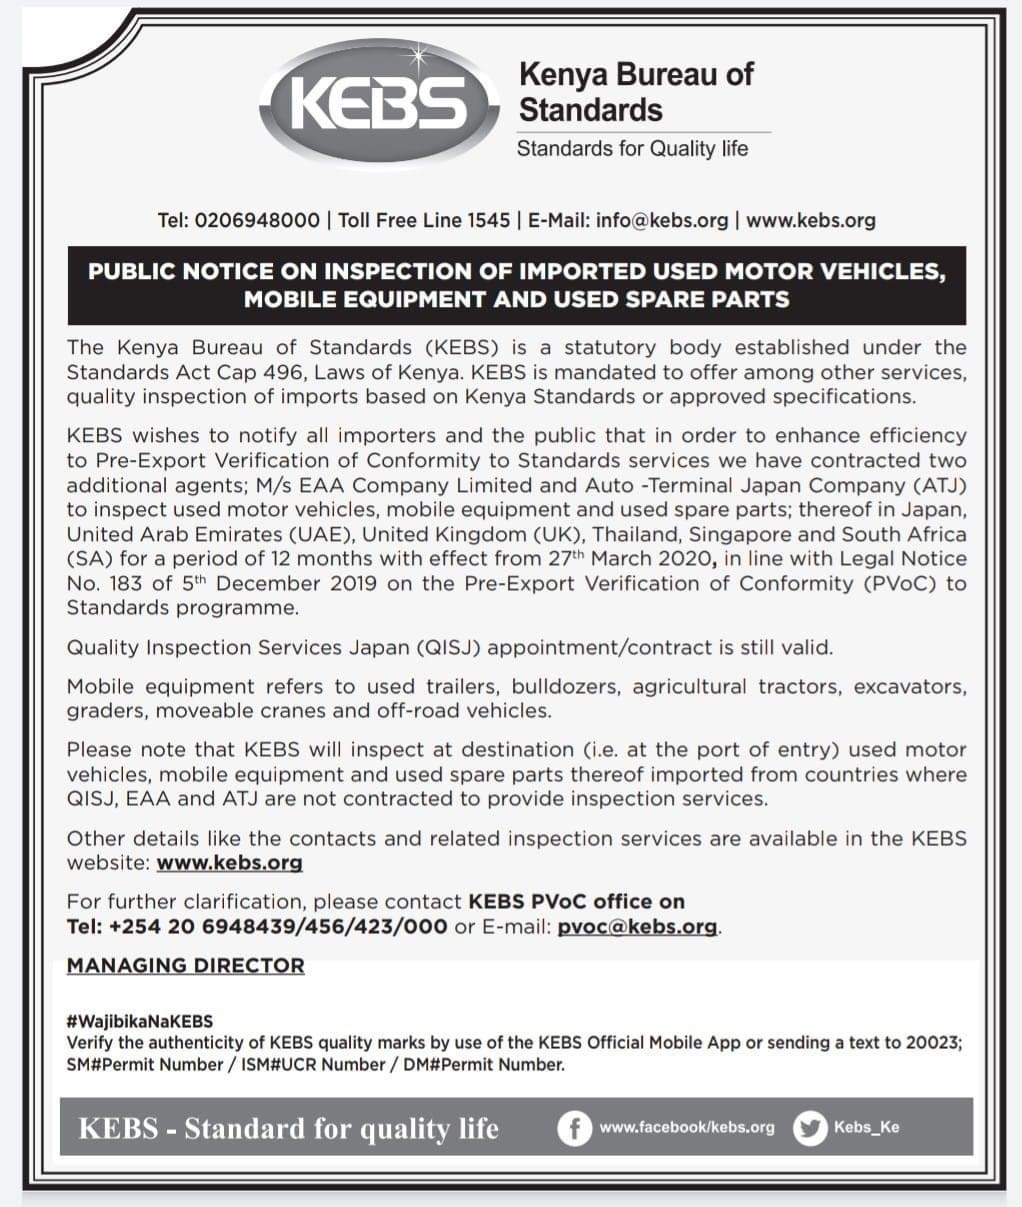 KEBS
Kenya Bureau of
Standards
Standards for Quality life
Tel: 0206948000 | Toll Free Line 1545 | E-Mail: info@kebs.org | www.kebs.org
PUBLIC NOTICE ON INSPECTION OF IMPORTED USED MOTOR VEHICLES,
MOBILE EQUIPMENT AND USED SPARE PARTS
The Kenya Bureau of Standards (KEBS) is a statutory body established under the
Standards Act Cap 496, Laws of Kenya. KEBS is mandated to offer among other services,
quality inspection of imports based on Kenya Standards or approved specifications.
KEBS wishes to notify all importers and the public that in order to enhance efficiency
to Pre-Export Verification of Conformity to Standards services we have contracted two
additional agents; M/s EAA Company Limited and Auto -Terminal Japan Company (ATJ)
to inspect used motor vehicles, mobile equipment and used spare parts; thereof in Japan,
United Arab Emirates (UAE), United Kingdom (UK), Thailand, Singapore and South Africa
(SA) for a period of 12 months with effect from 27th March 2020, in line with Legal Notice
No. 183 of 5th December 2019 on the Pre-Export Verification of Conformity (PVoC) to
Standards programme.
Quality Inspection Services Japan (QISJ) appointment/contract is still valid.
Mobile equipment refers to used trailers, bulldozers, agricultural tractors, excavators,
graders, moveable cranes and off-road vehicles.
Please note that KEBS will inspect at destination (i.e. at the port of entry) used motor
vehicles, mobile equipment and used spare parts thereof imported from countries where
QISJ, EAA and ATJ are not contracted to provide inspection services.
Other details like the contacts and related inspection services are available in the KEBS
website: www.kebs.org
For further clarification, please contact KEBS PVoC office on
Tel: +254 20 6948439/456/423/000 or E-mail: pvoc@kebs.org.
MANAGING DIRECTOR
#WajibikaNaKEBS
Verify the authenticity of KEBS quality marks by use of the KEBS Official Mobile App or sending a text to 20023;
SM#Permit Number / ISM#UCR Number / DM#Permit Number.
KEBS - Standard for quality life
www.facebook/kebs.org
Kebs_Ke